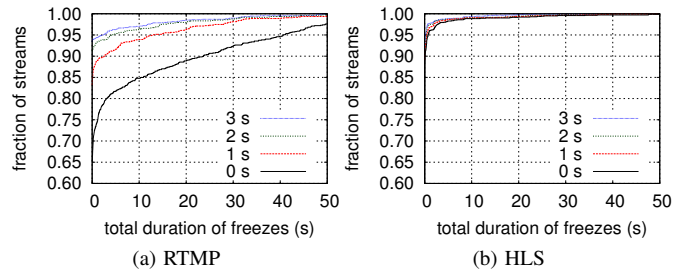 fraction of streams
1.00
0.95
0.90
0.85
0.80
0.75
0.70
0.65
0.60
3 s
2 s
1 s
0 s
0 10 20 30 40 50
total duration of freezes (s)
(a) RTMP
fraction of streams
1.00
0.95
0.90
0.85
0.80
0.75
0.70
0.65
0.60
3 s
2 s
1 s
0 s
0 10 20 30 40 50
total duration of freezes (s)
(b) HLS